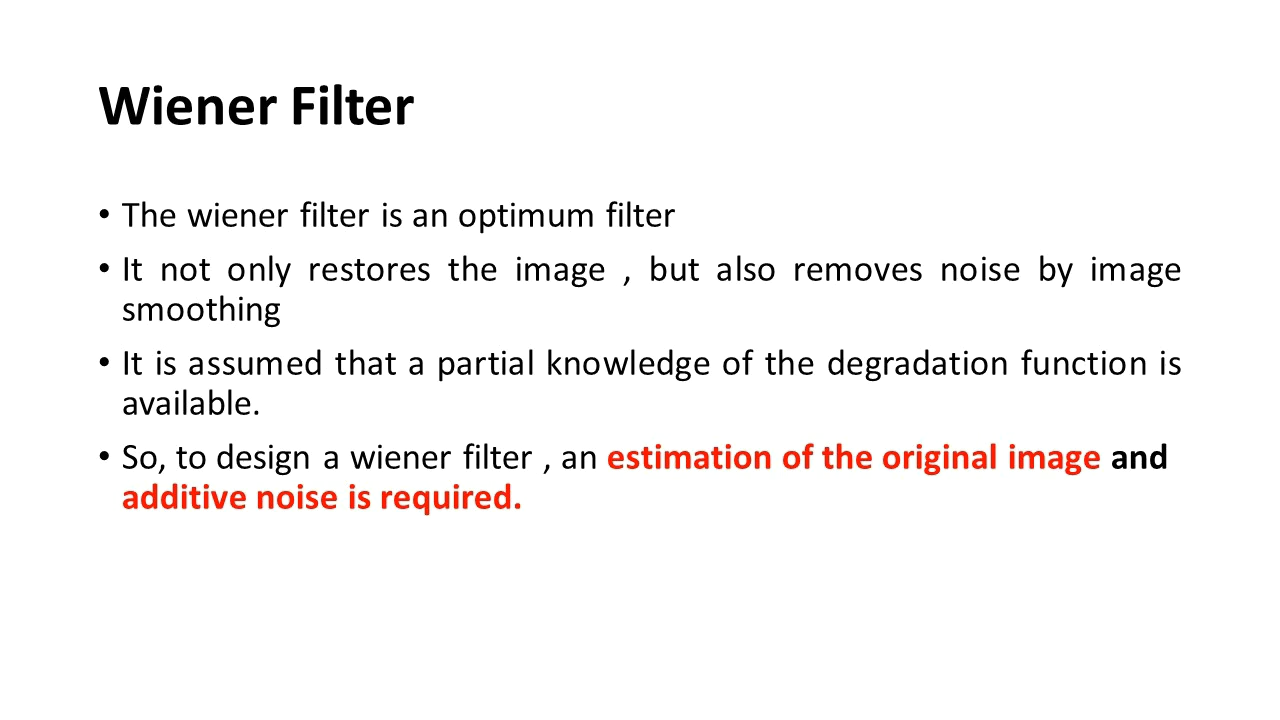 Wiener Filter
• The wiener filter is an optimum filter
• It not only restores the image , but also removes noise by image
smoothing
• It is assumed that a partial knowledge of the degradation function is
available.
• So, to design a wiener filter , an estimation of the original image and
additive noise is required.